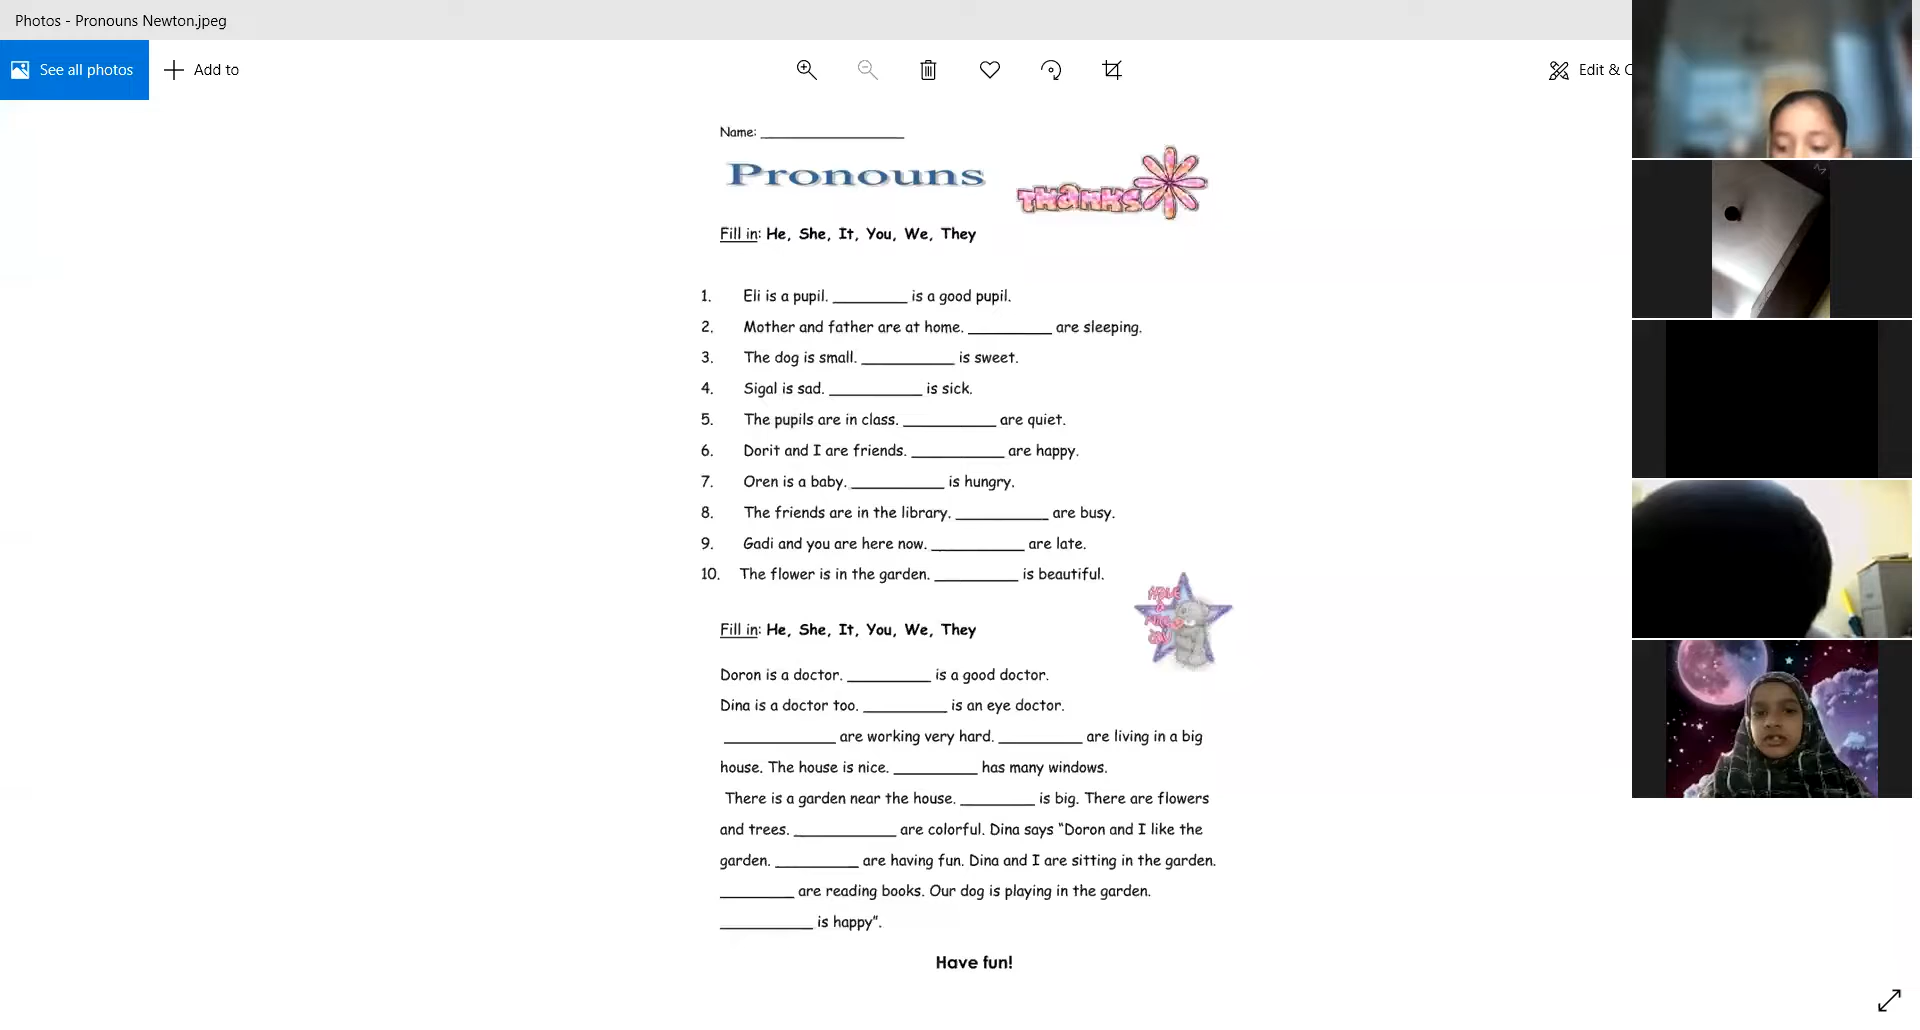 Photos - Pronouns Newton.jpeg
See all photos
Add to
Edit & C
Name: ___________________
Pronouns
THANKS
Fill in: He, She, It, You, We, They
1. Eli is a pupil. ________ is a good pupil.
2. Mother and father are at home. _________ are sleeping.
3. The dog is small. __________ is sweet.
4. Sigal is sad. __________ is sick.
5. The pupils are in class. __________ are quiet.
6. Dorit and I are friends. __________ are happy.
7. Oren is a baby. __________ is hungry.
8. The friends are in the library. __________ are busy.
9. Gadi and you are here now. __________ are late.
10. The flower is in the garden. _________ is beautiful.
HAVE
A
NICE
DAY
Fill in: He, She, It, You, We, They
Doron is a doctor. _________ is a good doctor.
Dina is a doctor too. _________ is an eye doctor.
____________ are working very hard. _________ are living in a big
house. The house is nice. _________ has many windows.
There is a garden near the house. ________ is big. There are flowers
and trees. ___________ are colorful. Dina says “Doron and I like the
garden. _________ are having fun. Dina and I are sitting in the garden.
________ are reading books. Our dog is playing in the garden.
__________ is happy”.
Have fun!